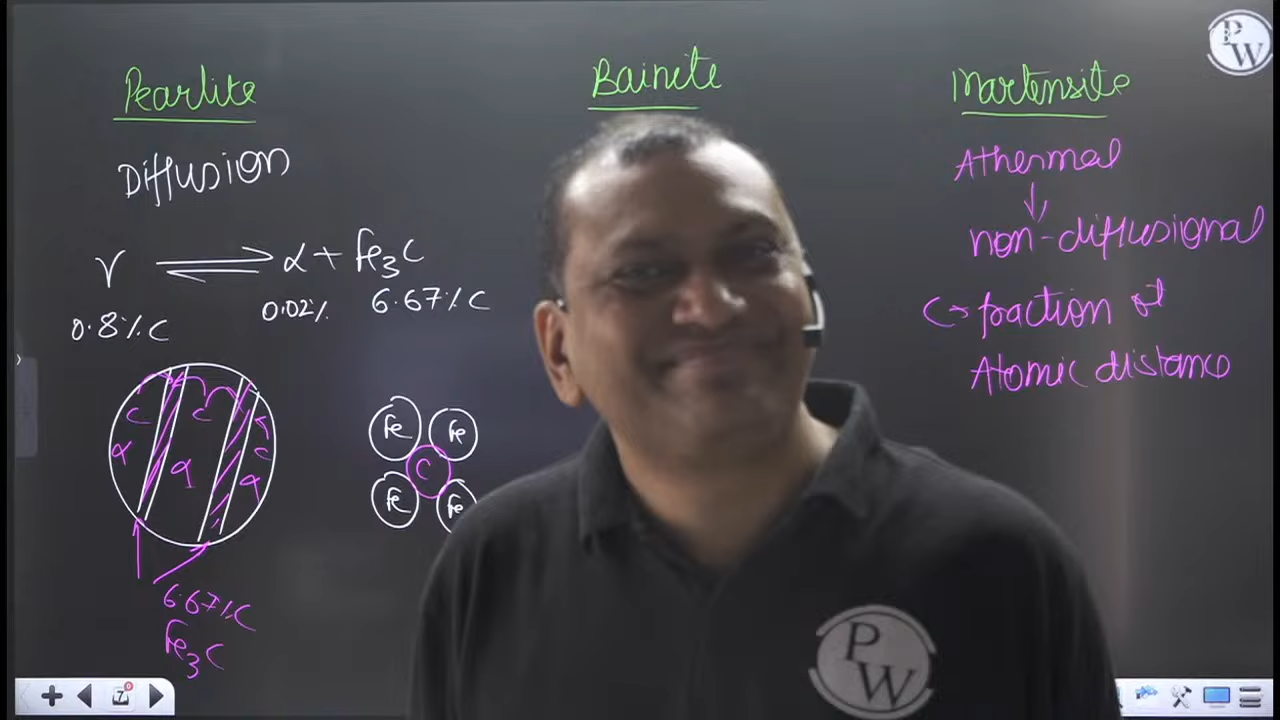 Pearlite
Diffusion
γ ⇌ α + Fe3C
0.8% C 0.02% 6.67% C
C C C
α α α
6.67% C
Fe3C
Fe Fe
C
Fe Fe
Bainite
Martensite
Athermal
↓
non-diffusional
C → fraction of
Atomic distance
PW
PW
7